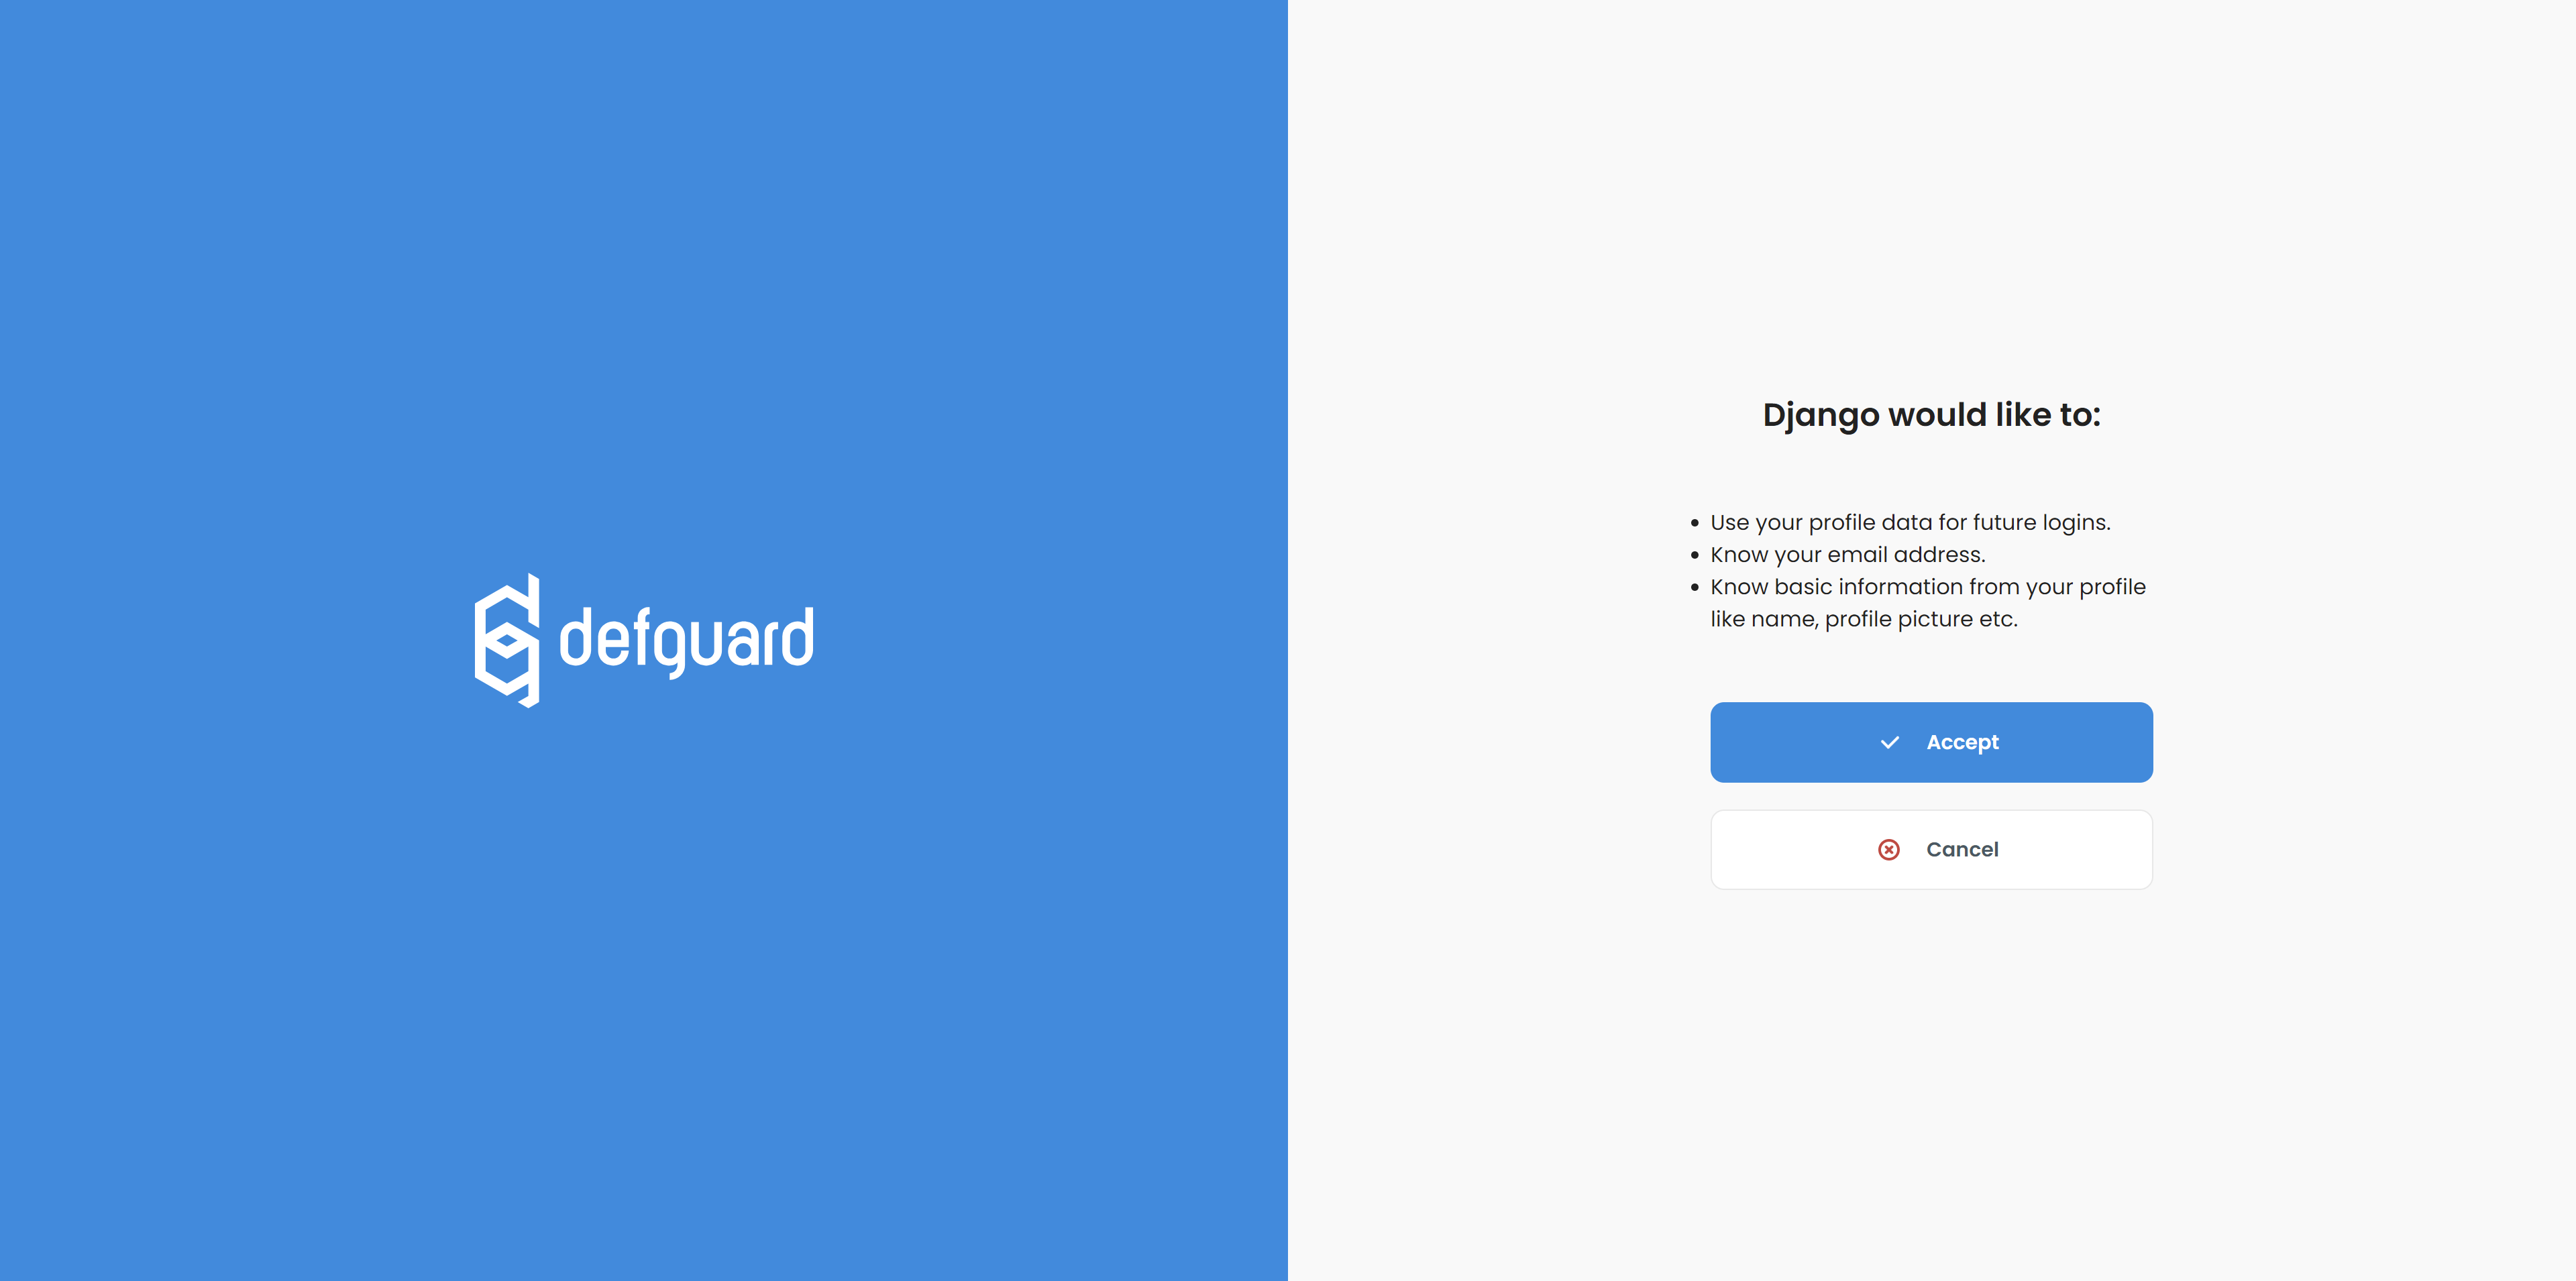 defguard
Django would like to:
Use your profile data for future logins.
Know your email address.
Know basic information from your profile
like name, profile picture etc.
Accept
Cancel